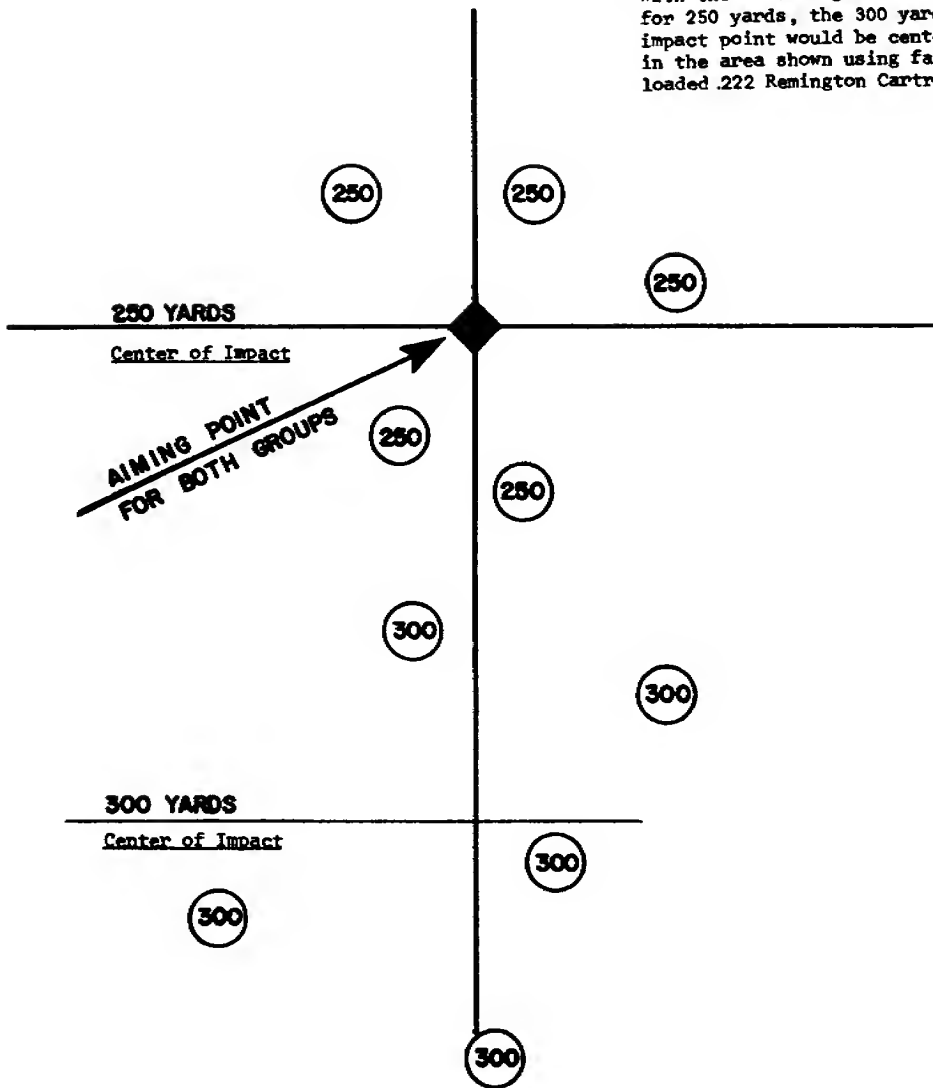 for 250 yards, the 300 yar
impact point would be cent
in the area shown using fa
loaded .222 Remington Cartr
250
250
250
250 YARDS
Center of Impact
AIMING POINT
FOR BOTH GROUPS
250
250
300
300
300 YARDS
Center of Impact
300
300
300